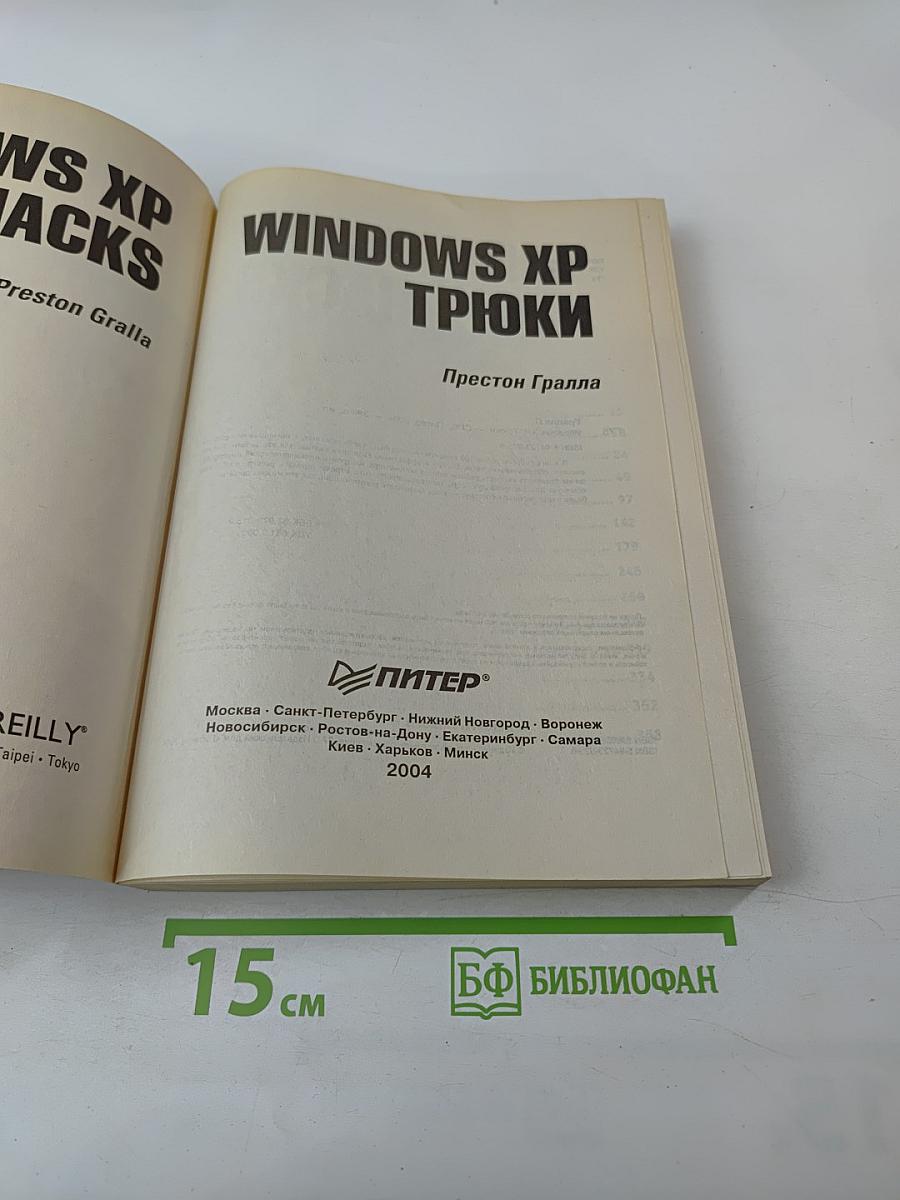 WS XP
HACKS
Preston Gralla
REILLY®
Taipei • Tokyo
WINDOWS XP
ТРЮКИ
Престон Гралла
ПИТЕР®
Москва · Санкт-Петербург · Нижний Новгород · Воронеж
Новосибирск · Ростов-на-Дону · Екатеринбург · Самара
Киев · Харьков · Минск
2004
15 см
БФ БИБЛИОФАН